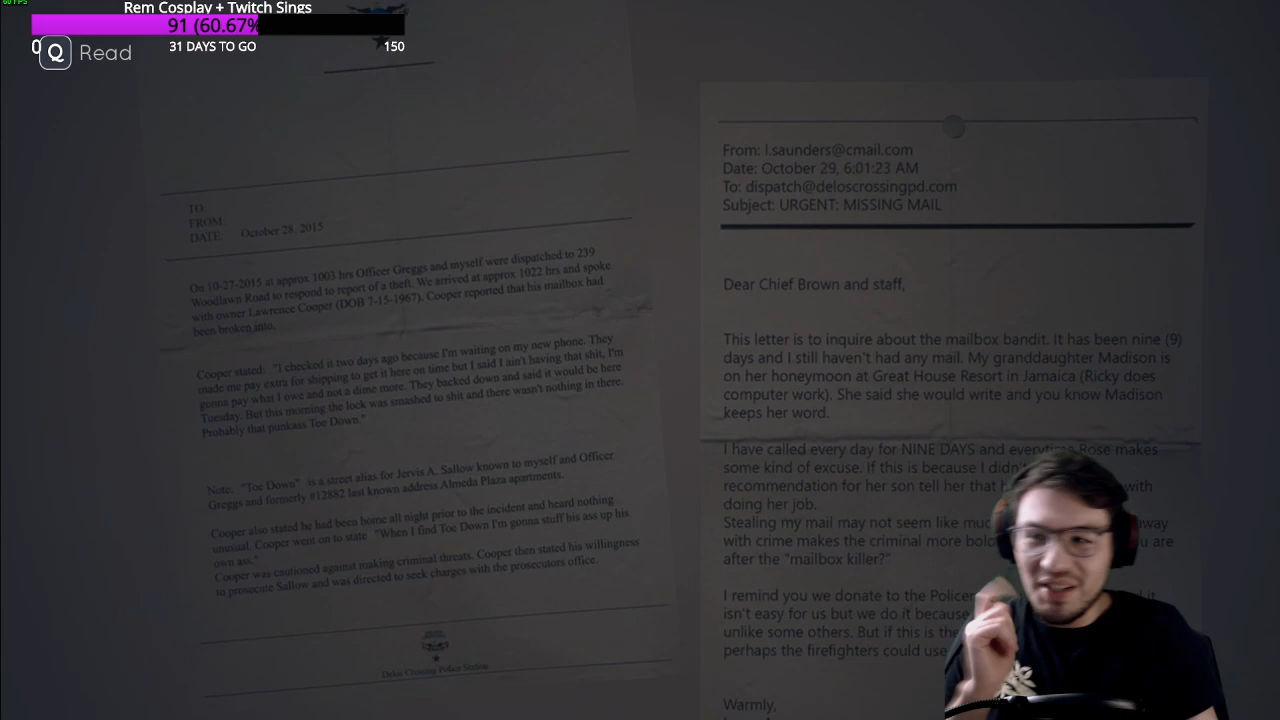 60 FPS
Rem Cosplay + Twitch Sings
91 (60.67%
0
31 DAYS TO GO
150
Q Read
TO:
FROM:
DATE: October 28, 2015
On 10-27-2015 at approx 1003 hrs Officer Greggs and myself were dispatched to 239
Woodlawn Road to respond to report of a theft. We arrived at approx 1022 hrs and spoke
with owner Lawrence Cooper (DOB 7-15-1967). Cooper reported that his mailbox had
been broken into.
Cooper stated: "I checked it two days ago because I'm waiting on my new phone. They
made me pay extra for shipping to get it here on time but I said I ain't having that shit, I'm
gonna pay what I owe and not a dime more. They backed down and said it would be here
Tuesday. But this morning the lock was smashed to shit and there wasn't nothing in there.
Probably that punkass Toe Down."
Note. "Toe Down" is a street alias for Jervis A. Sallow known to myself and Officer
Greggs and formerly #12882 last known address Almeda Plaza apartments.
Cooper also stated he had been home all night prior to the incident and heard nothing
unusual. Cooper went on to state "When I find Toe Down I'm gonna stuff his ass up his
own ass."
Cooper was cautioned against making criminal threats. Cooper then stated his willingness
to prosecute Sallow and was directed to seek charges with the prosecutors office.
Delos Crossing Police Station
From: l.saunders@cmail.com
Date: October 29, 6:01:23 AM
To: dispatch@deloscrossingpd.com
Subject: URGENT: MISSING MAIL
Dear Chief Brown and staff,
This letter is to inquire about the mailbox bandit. It has been nine (9)
days and I still haven't had any mail. My granddaughter Madison is
on her honeymoon at Great House Resort in Jamaica (Ricky does
computer work). She said she would write and you know Madison
keeps her word.
I have called every day for NINE DAYS and everytime Rose makes
some kind of excuse. If this is because I didn't
recommendation for her son tell her that with
doing her job.
Stealing my mail may not seem like away
with crime makes the criminal more you are
after the "mailbox killer?"
I remind you we donate to the it
isn't easy for us but we do it because
unlike some others. But if this is
perhaps the firefighters could use
Warmly,